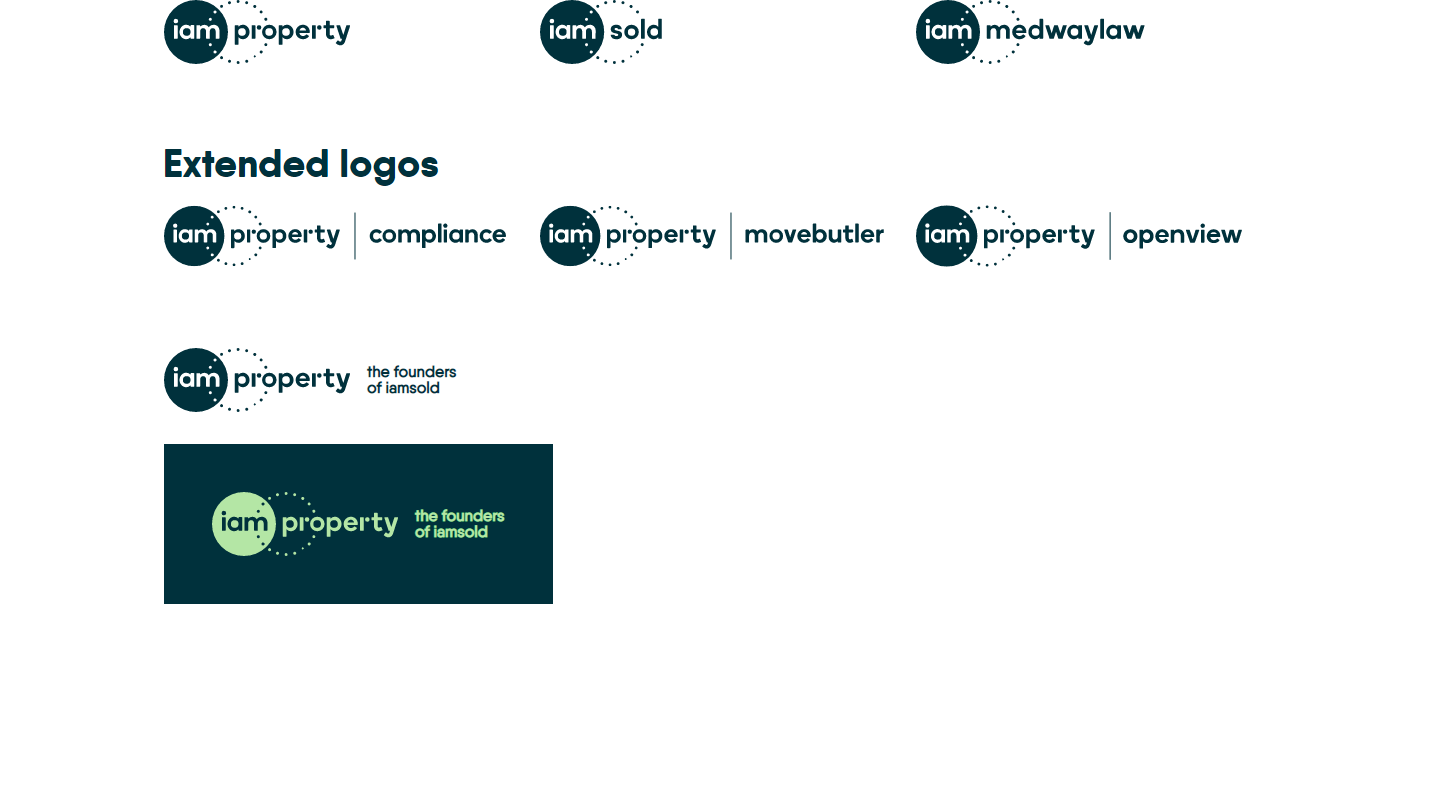 iam property
iam sold
iam medwaylaw
Extended logos
iam property | compliance
iam property | movebutler
iam property | openview
iam property
the founders
of iamsold
iam property
the founders
of iamsold